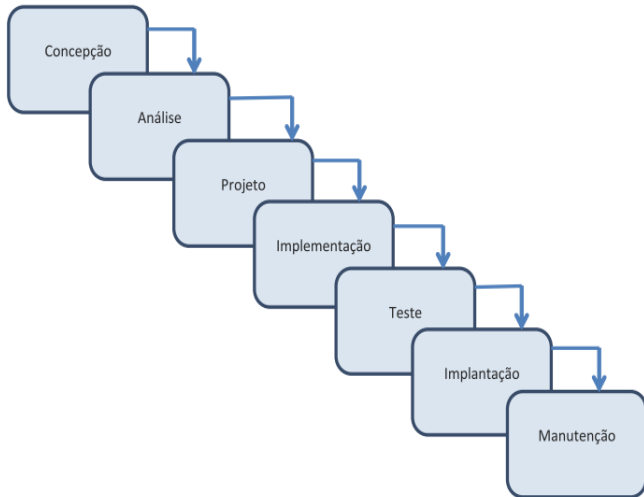 Concepção
Análise
Projeto
Implementação
Teste
Implantação
Manutenção